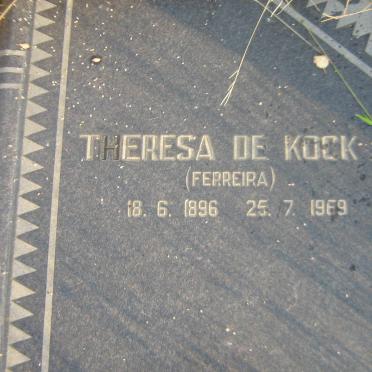 THERESA DE KOCK
(FERREIRA)
18. 6. 1896 25. 7. 1969